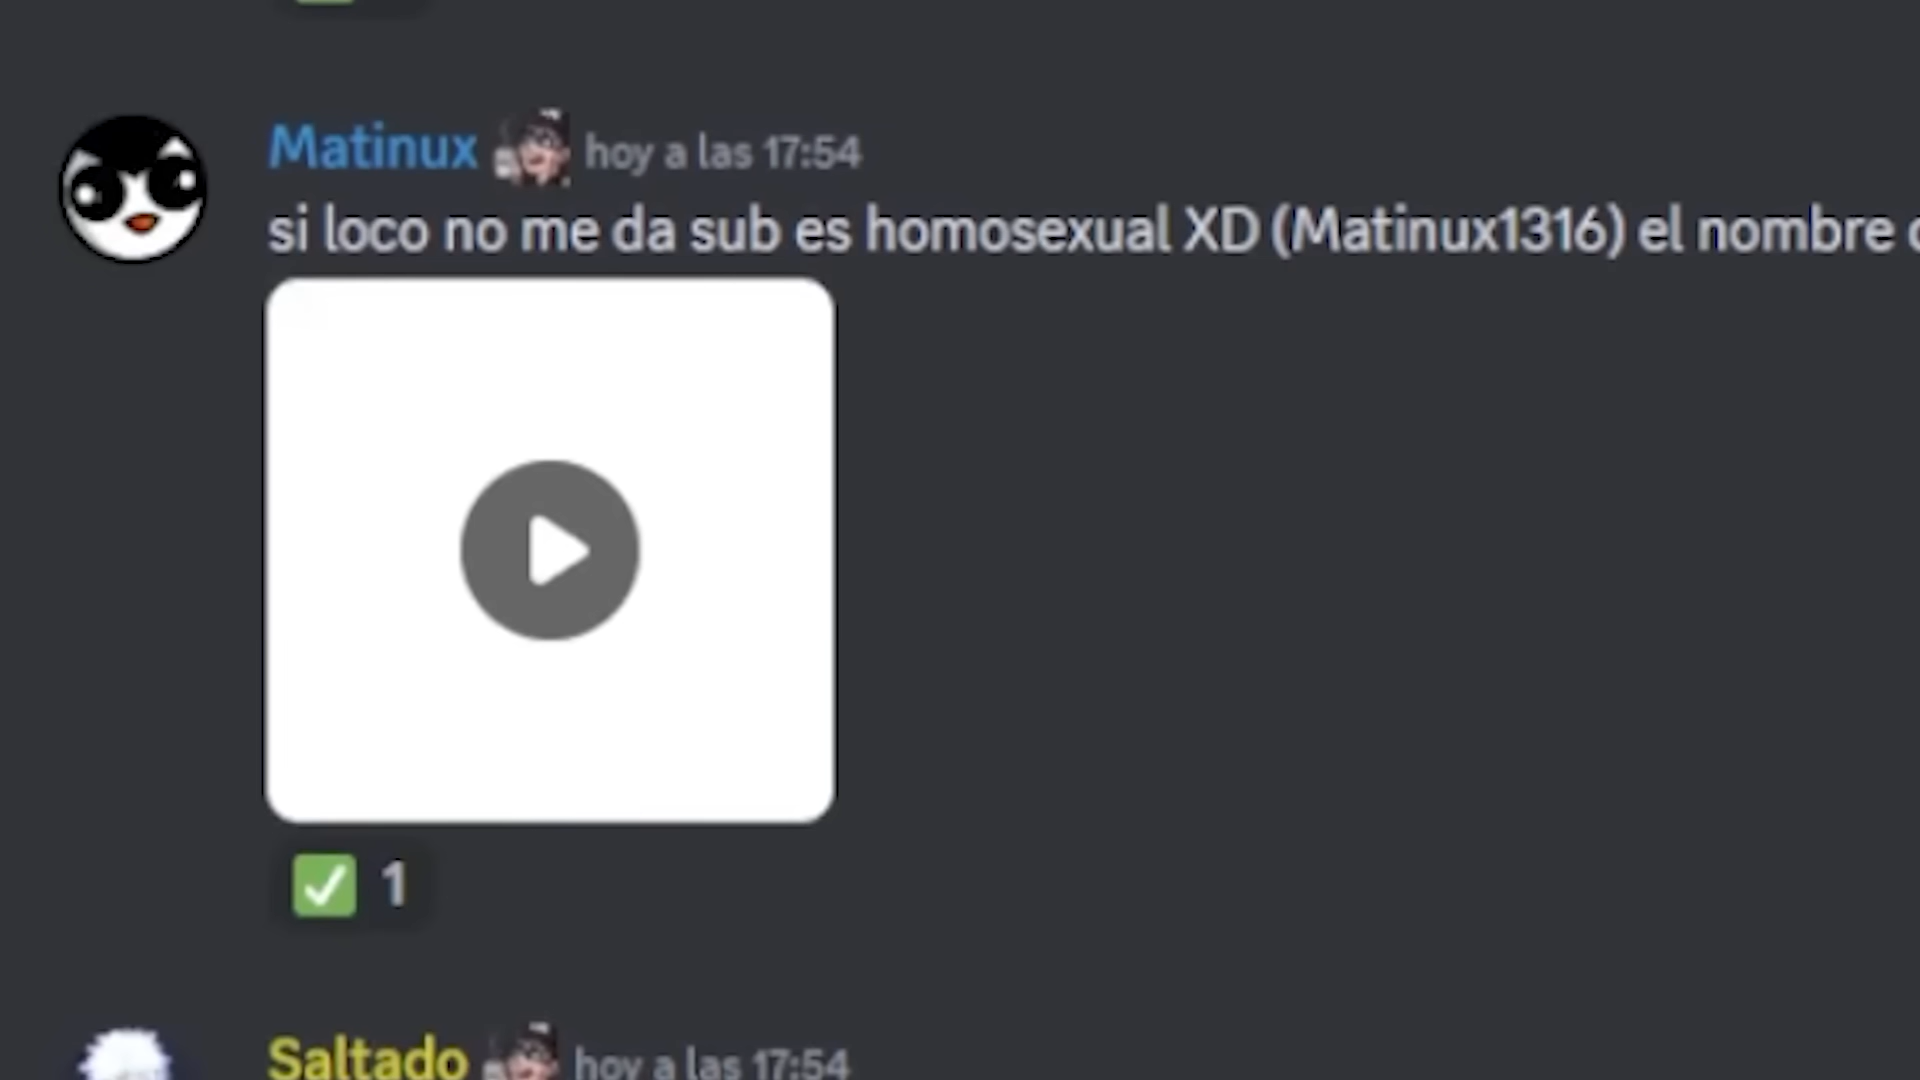 Matinux hoy a las 17:54
si loco no me da sub es homosexual XD (Matinux1316) el nombre
1
Saltado hoy a las 17:54